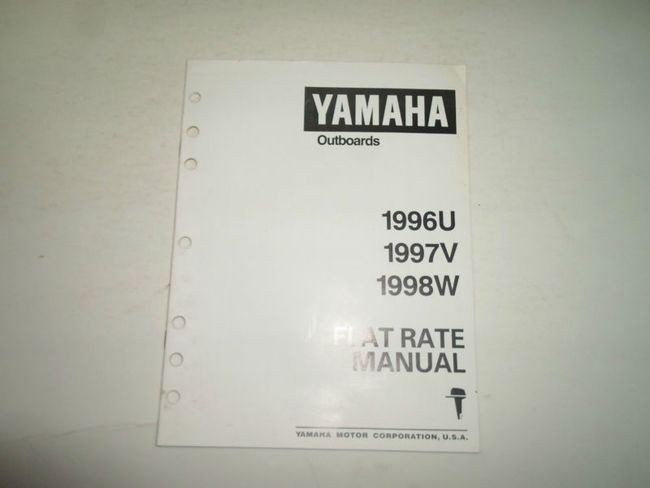 YAMAHA
Outboards
1996U
1997V
1998W
FLAT RATE
MANUAL
YAMAHA MOTOR CORPORATION, U.S.A.